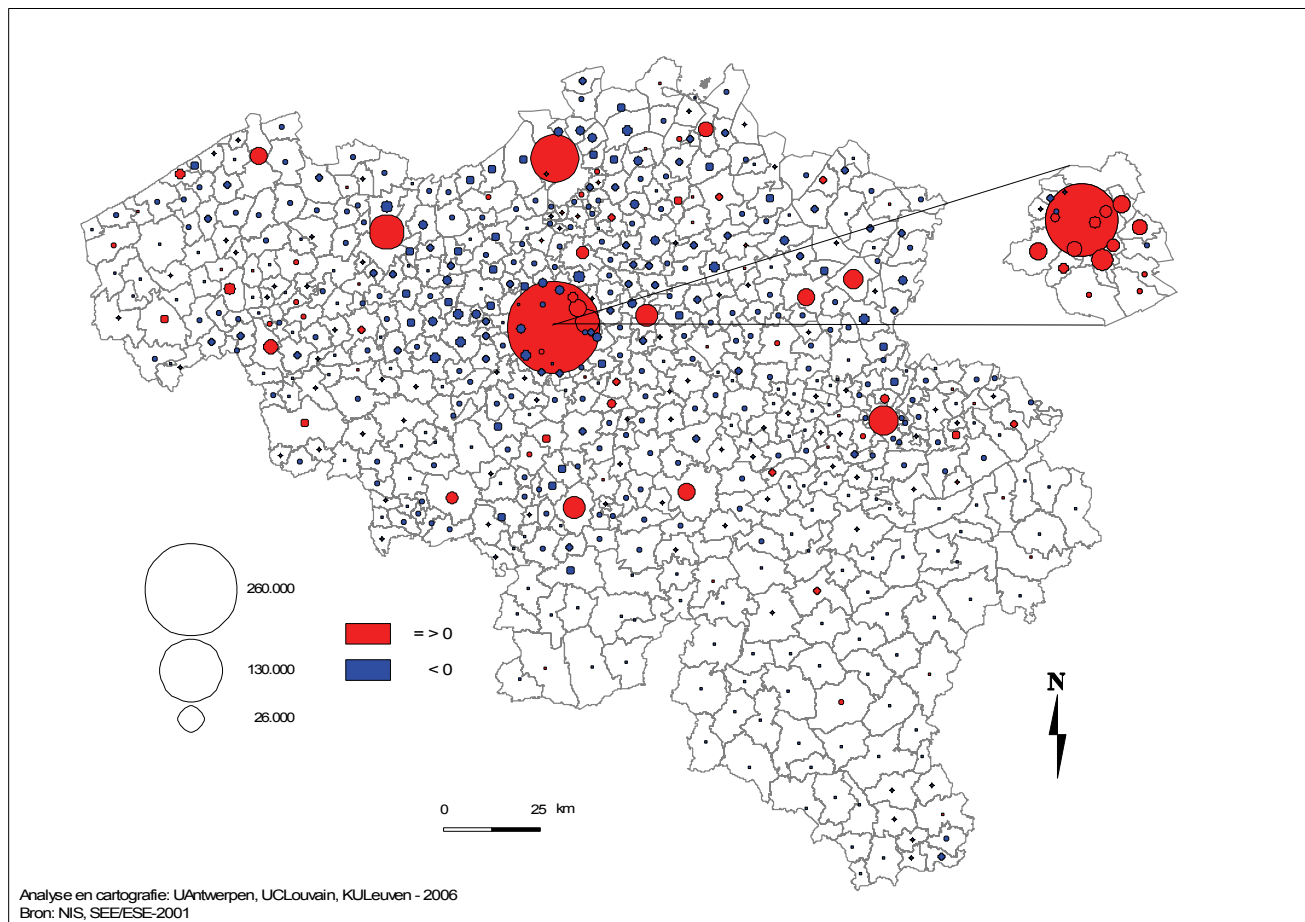 260.000
130.000
26.000
= > 0
< 0
N
0 25 km
Analyse en cartografie: UAntwerpen, UCLouvain, KULeuven - 2006
Bron: NIS, SEE/ESE-2001